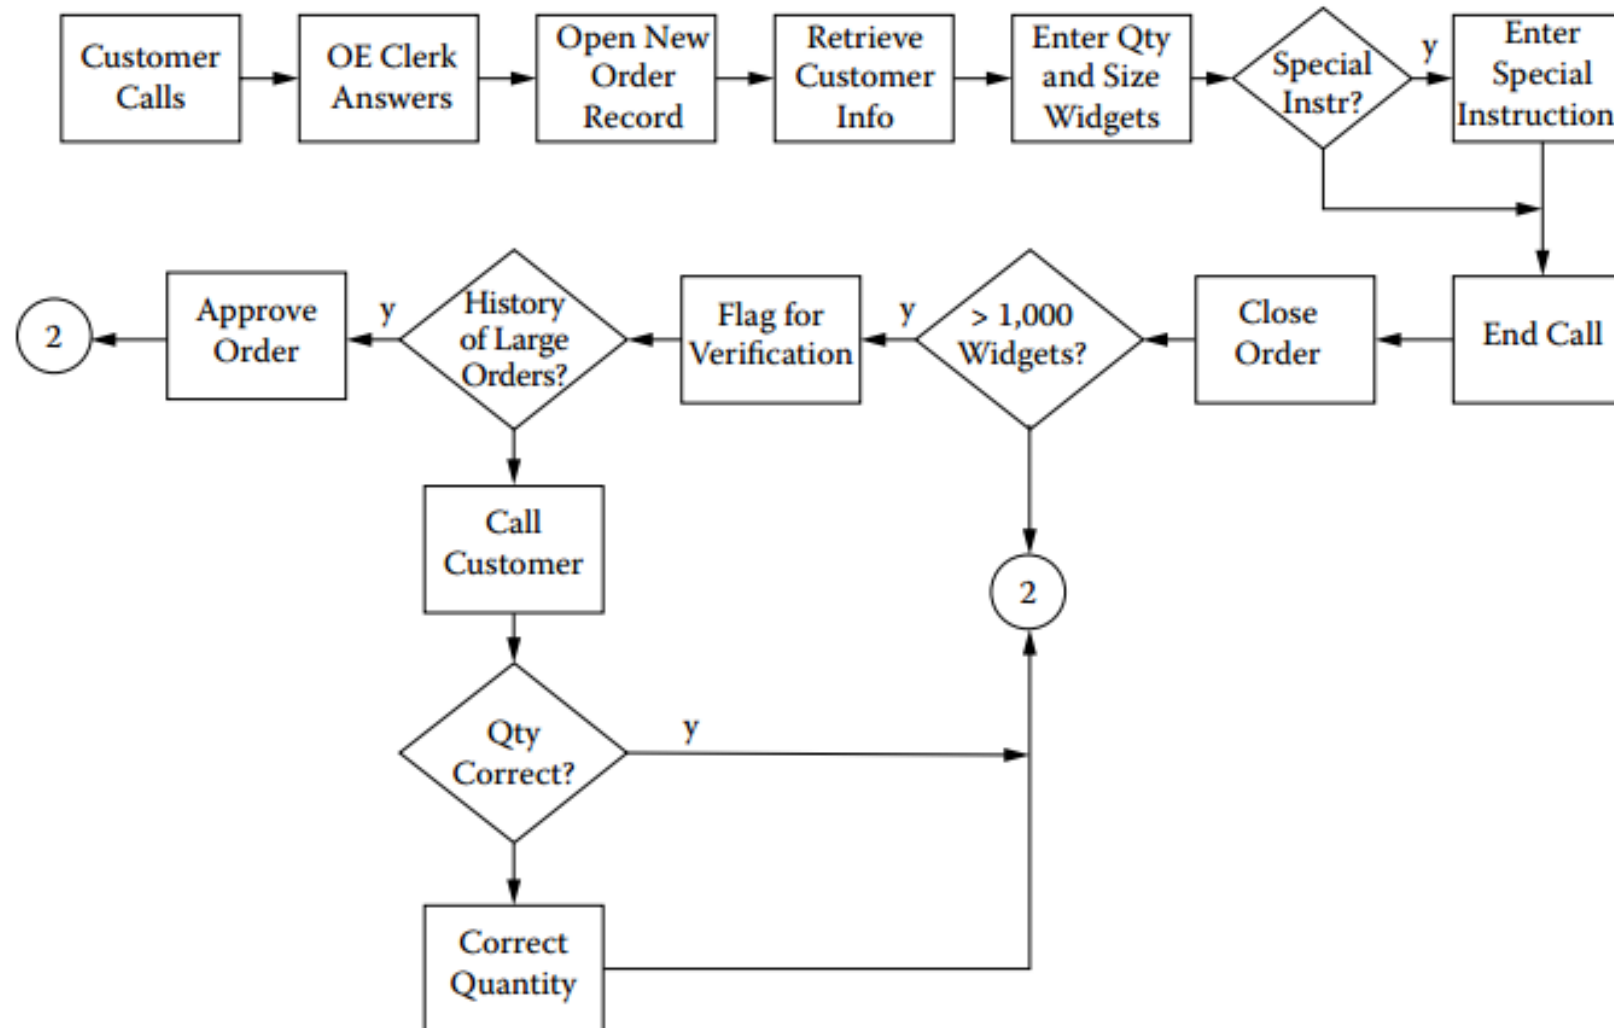 Customer
Calls
OE Clerk
Answers
Open New
Order
Record
Retrieve
Customer
Info
Enter Qty
and Size
Widgets
Special
Instr?
y
Enter
Special
Instruction
2
Approve
Order
y
History
of Large
Orders?
Flag for
Verification
y
> 1,000
Widgets?
Close
Order
End Call
Call
Customer
2
Qty
Correct?
y
Correct
Quantity